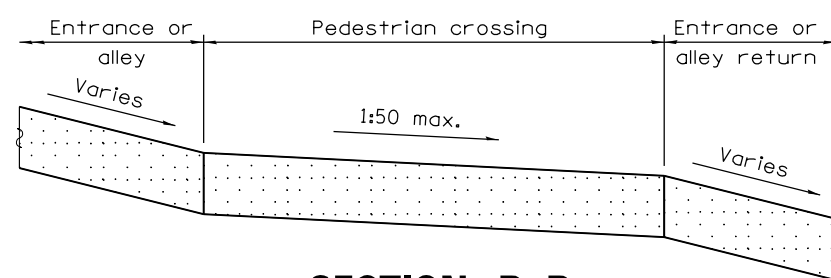 Entrance or alley
Pedestrian crossing
Entrance or alley return
Varies
1:50 max.
Varies